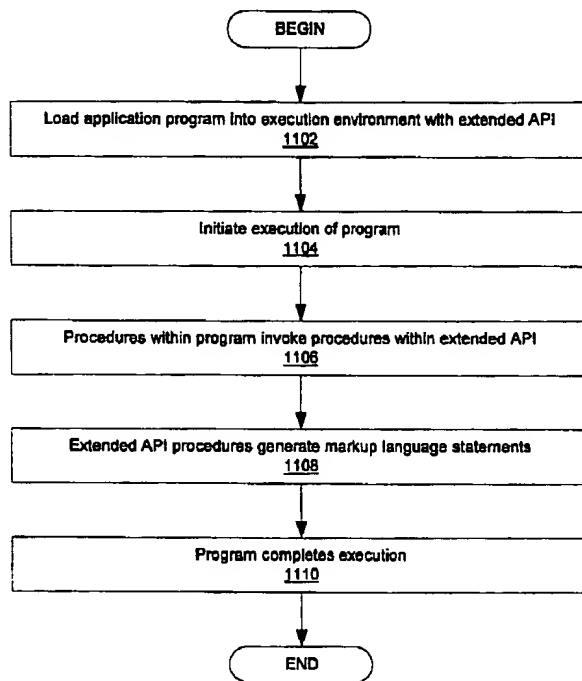 BEGIN
Load application program into execution environment with extended API
1102
Initiate execution of program
1104
Procedures within program invoke procedures within extended API
1106
Extended API procedures generate markup language statements
1108
Program completes execution
1110
END